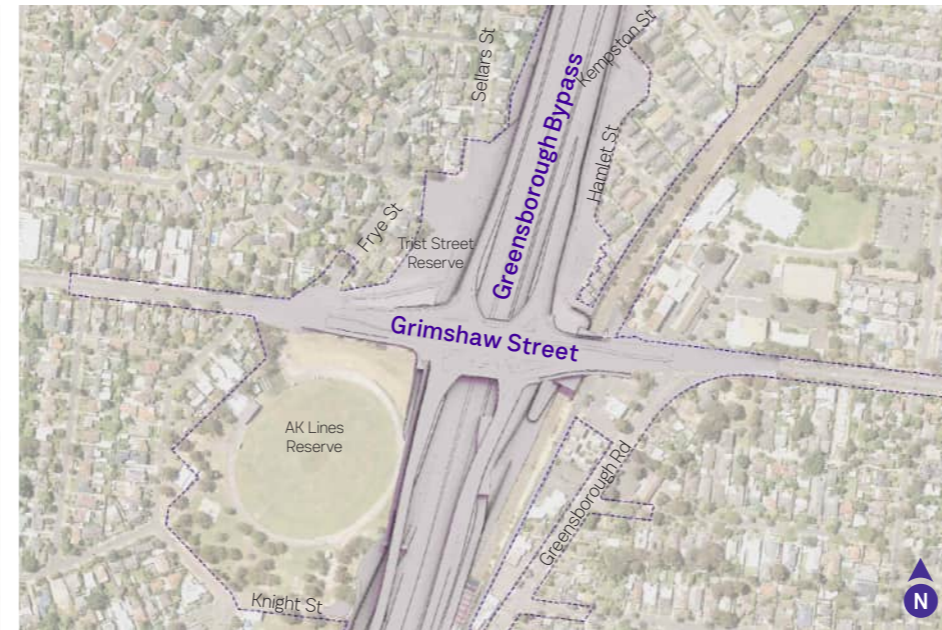 Sellars St
Kempston St
Greensborough Bypass
Hamlet St
Frye St
Trist Street
Reserve
Grimshaw Street
AK Lines
Reserve
Greensborough Rd
Knight St
N